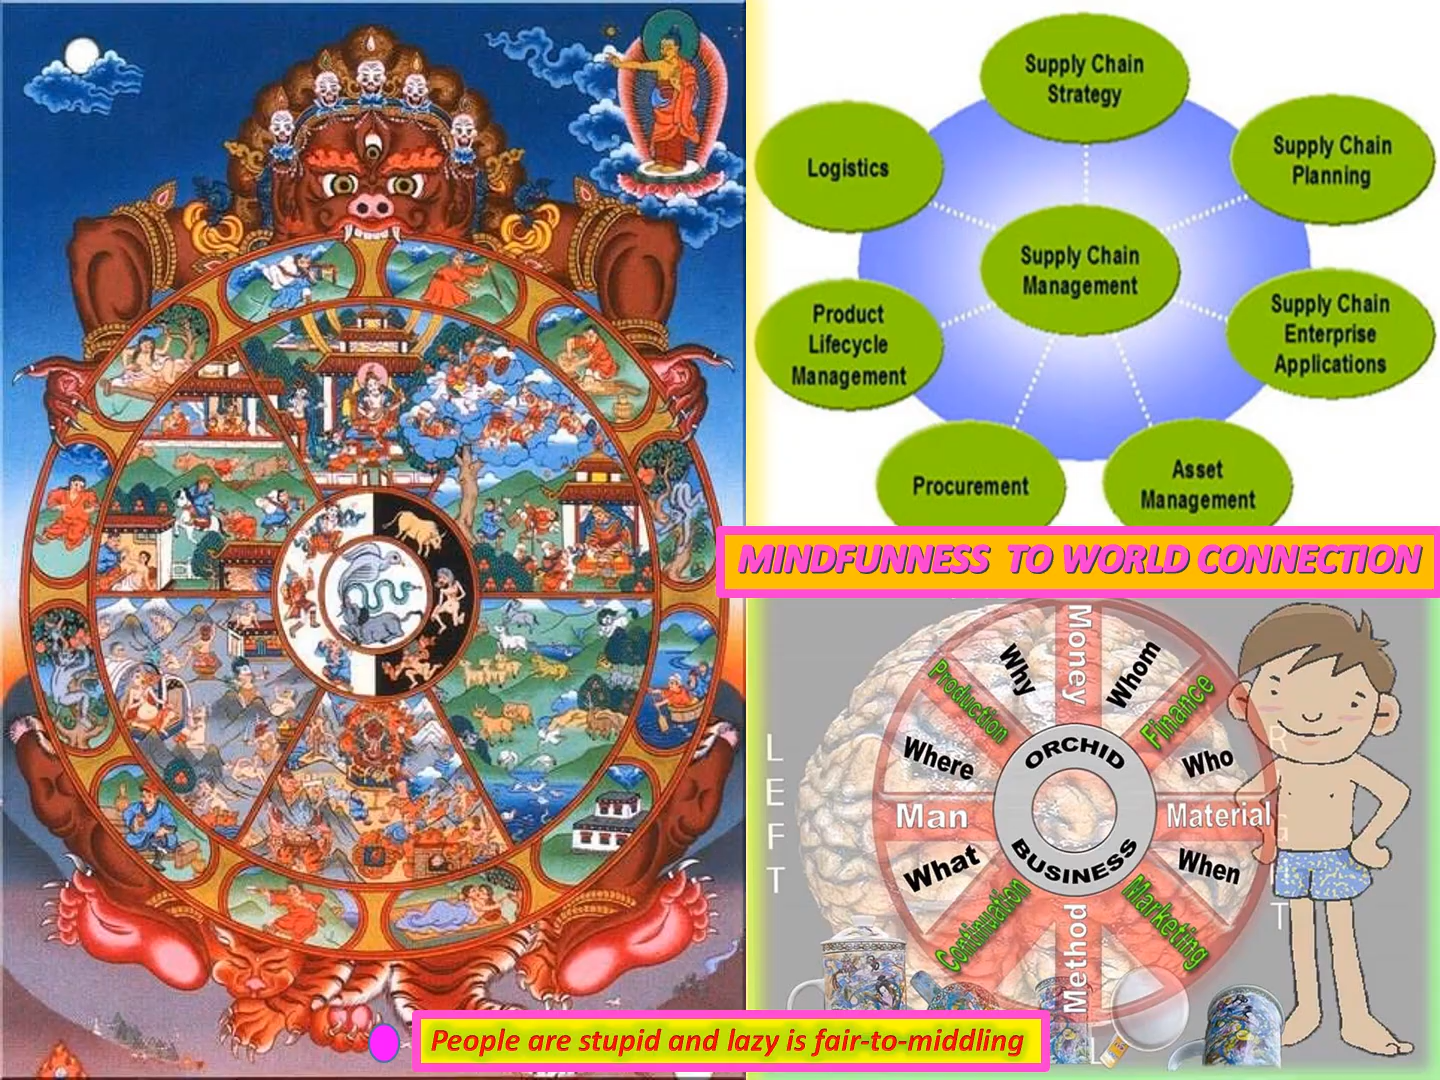 Supply Chain
Strategy
Logistics
Supply Chain
Planning
Supply Chain
Management
Product
Lifecycle
Management
Supply Chain
Enterprise
Applications
Procurement
Asset
Management
MINDFUNNESS TO WORLD CONNECTION
Money
Why
Whom
Production
Finance
Where
Who
ORCHID
BUSINESS
Man
Material
What
When
Continuation
Marketing
Method
LEFT
People are stupid and lazy is fair-to-middling